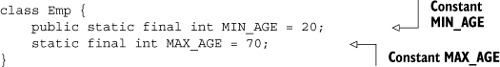 class Emp {
    public static final int MIN_AGE = 20;
    static final int MAX_AGE = 70;
}
Constant
MIN_AGE
Constant MAX_AGE